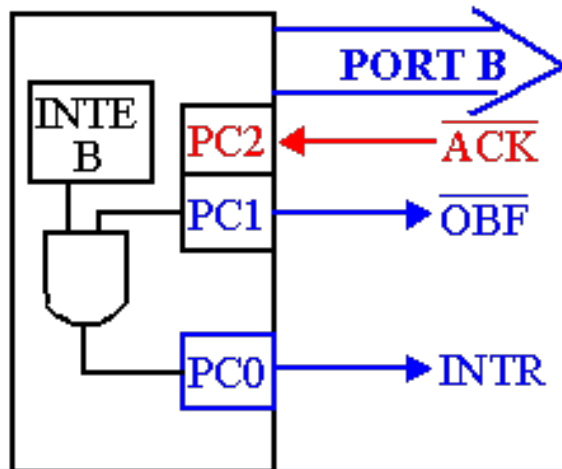 PORT B
INTE
B
PC2 ACK
PC1 OBF
PC0 INTR